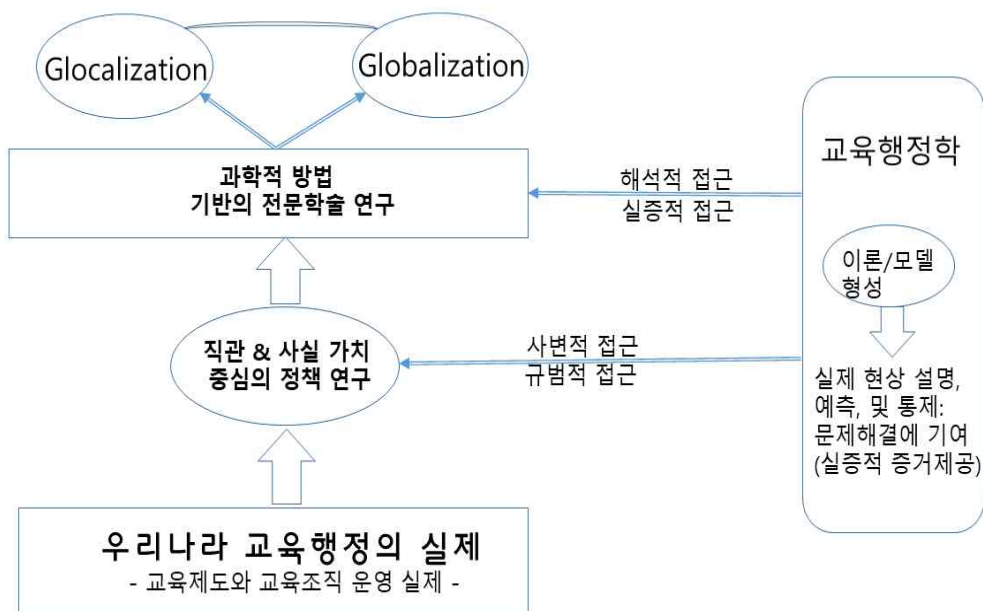 Glocalization
Globalization
과학적 방법
기반의 전문학술 연구
해석적 접근
실증적 접근
교육행정학
이론/모델
형성
직관 & 사실 가치
중심의 정책 연구
사변적 접근
규범적 접근
실제 현상 설명,
예측, 및 통제:
문제해결에 기여
(실증적 증거제공)
우리나라 교육행정의 실제
- 교육제도와 교육조직 운영 실제 -